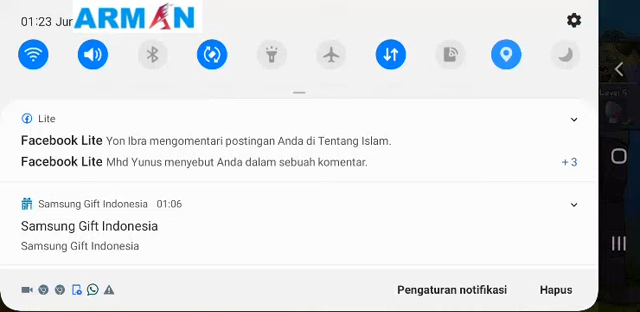 01:23 Jum
ARMAN
Lite
Facebook Lite Yon Ibra mengomentari postingan Anda di Tentang Islam.
Facebook Lite Mhd Yunus menyebut Anda dalam sebuah komentar.
+ 3
Samsung Gift Indonesia 01:06
Samsung Gift Indonesia
Samsung Gift Indonesia
Pengaturan notifikasi Hapus